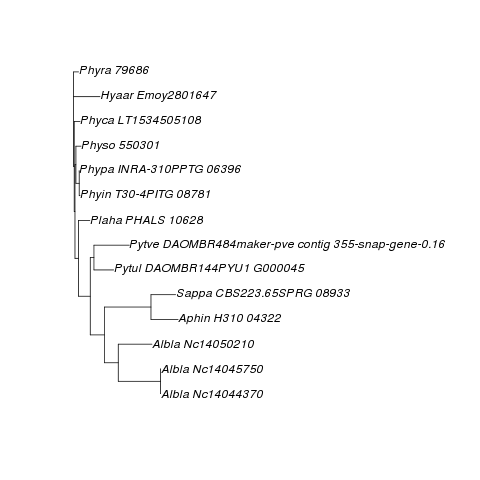 Phyra 79686
Hyaar Emoy2801647
Phyca LT1534505108
Physo 550301
Phypa INRA-310PPTG 06396
Phyin T30-4PITG 08781
Plaha PHALS 10628
Pytve DAOMBR484maker-pve contig 355-snap-gene-0.16
Pytul DAOMBR144PYU1 G000045
Sappa CBS223.65SPRG 08933
Aphin H310 04322
Albla Nc14050210
Albla Nc14045750
Albla Nc14044370